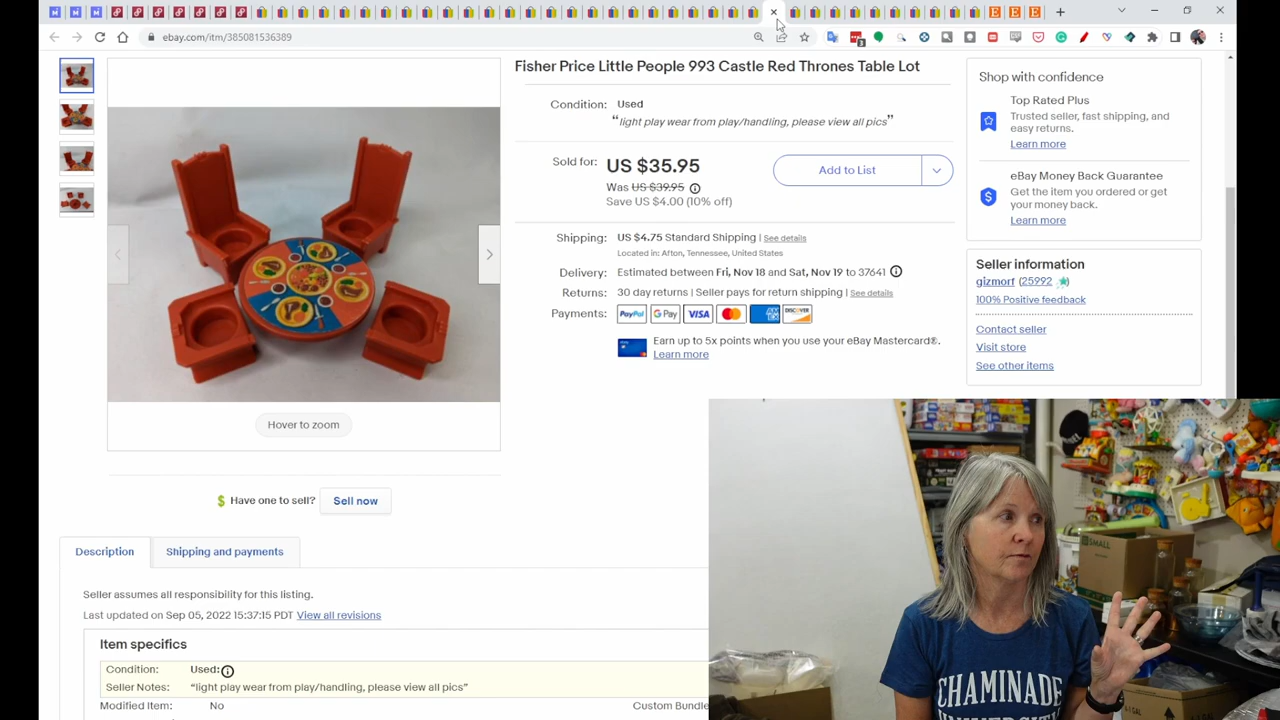 ebay.com/itm/385081536389
3
Fisher Price Little People 993 Castle Red Thrones Table Lot
Condition: Used
“light play wear from play/handling, please view all pics”
Sold for: US $35.95
Was US $39.95
Save US $4.00 (10% off)
Add to List
Shipping: US $4.75 Standard Shipping | See details
Located in: Afton, Tennessee, United States
Delivery: Estimated between Fri, Nov 18 and Sat, Nov 19 to 37641
Returns: 30 day returns | Seller pays for return shipping | See details
Payments: PayPal G Pay VISA DISCOVER
Earn up to 5x points when you use your eBay Mastercard®.
Learn more
Shop with confidence
Top Rated Plus
Trusted seller, fast shipping, and
easy returns.
Learn more
eBay Money Back Guarantee
Get the item you ordered or get
your money back.
Learn more
Seller information
gizmorf (25992)
100% Positive feedback
Contact seller
Visit store
See other items
Hover to zoom
Have one to sell? Sell now
Description
Shipping and payments
Seller assumes all responsibility for this listing.
Last updated on Sep 05, 2022 15:37:15 PDT View all revisions
Item specifics
Condition: Used:
Seller Notes: “light play wear from play/handling, please view all pics”
Modified Item: No
Custom Bundle
SMALL
CHAMINADE